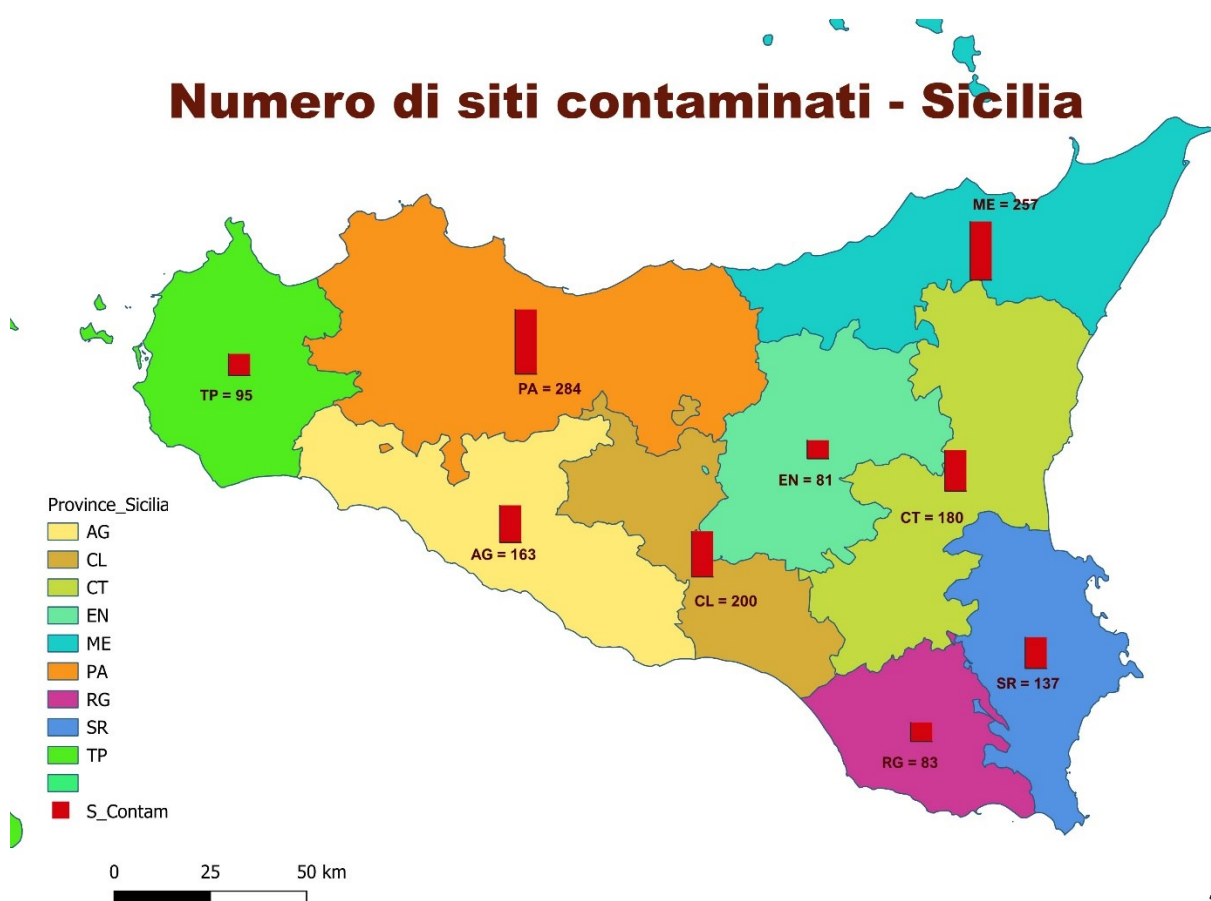 Numero di siti contaminati - Sicilia
ME = 257
PA = 284
TP = 95
EN = 81
CT = 180
AG = 163
CL = 200
SR = 137
RG = 83
Province_Sicilia
AG
CL
CT
EN
ME
PA
RG
SR
TP
S_Contam
0 25 50 km